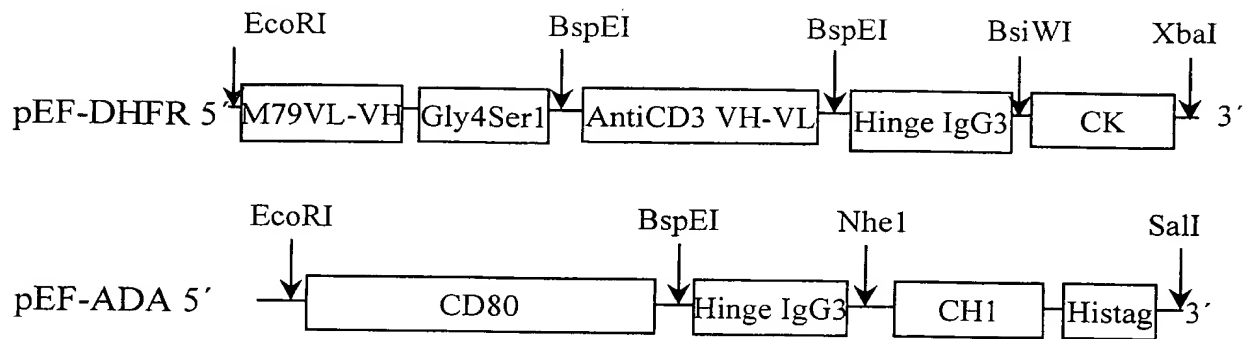 EcoRI BspEI BspEI BsiWI XbaI
pEF-DHFR 5´ M79VL-VH Gly4Ser1 AntiCD3 VH-VL Hinge IgG3 CK 3´
EcoRI BspEI Nhe1 SalI
pEF-ADA 5´ CD80 Hinge IgG3 CH1 Histag 3´